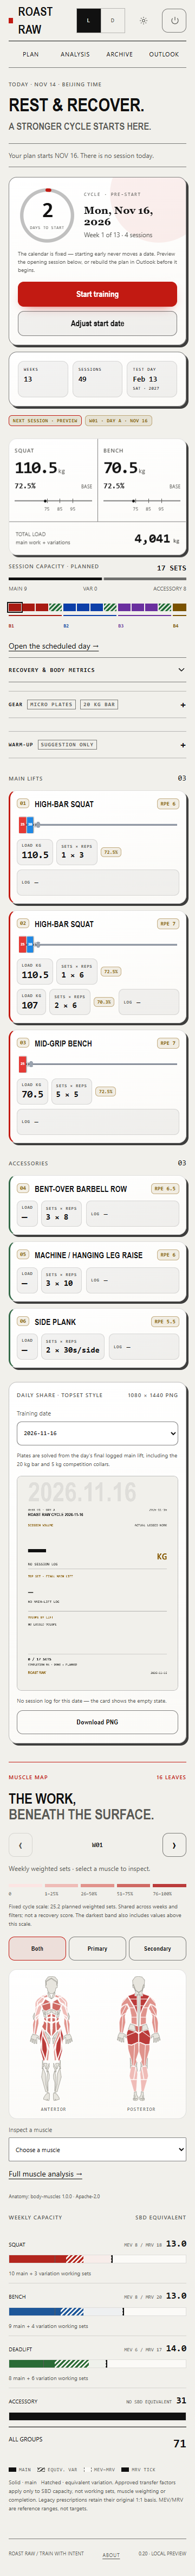 ROAST
RAW
L
D
PLAN ANALYSIS ARCHIVE OUTLOOK
TODAY · NOV 14 · BEIJING TIME
REST & RECOVER.
A STRONGER CYCLE STARTS HERE.
Your plan starts NOV 16. There is no session today.
2
DAYS TO START
CYCLE · PRE-START
Mon, Nov 16,
2026
Week 1 of 13 · 4 sessions
The calendar is fixed — starting early never moves a date. Preview
the opening session below, or rebuild the plan in Outlook before it
begins.
Start training
Adjust start date
WEEKS
13
SESSIONS
49
TEST DAY
Feb 13
SAT · 2027
NEXT SESSION · PREVIEW
W01 · DAY A · NOV 16
SQUAT
110.5 kg
72.5% BASE
75 85 95
BENCH
70.5 kg
72.5% BASE
75 85 95
TOTAL LOAD
main work + variations
4,041 kg
SESSION CAPACITY · PLANNED 17 SETS
MAIN 9 VAR 0 ACCESSORY 8
B1 B2 B3 B4
Open the scheduled day →
RECOVERY & BODY METRICS
GEAR MICRO PLATES 20 KG BAR +
WARM-UP SUGGESTION ONLY +
MAIN LIFTS 03
01 HIGH-BAR SQUAT RPE 6
LOAD KG
110.5
SETS × REPS
1 × 3
72.5%
LOG —
02 HIGH-BAR SQUAT RPE 7
LOAD KG
110.5
SETS × REPS
1 × 6
72.5%
LOAD KG
107
SETS × REPS
2 × 6
70.3%
LOG —
03 MID-GRIP BENCH RPE 7
LOAD KG
70.5
SETS × REPS
5 × 5
72.5%
LOG —
ACCESSORIES 03
04 BENT-OVER BARBELL ROW RPE 6.5
LOAD
—
SETS × REPS
3 × 8
LOG —
05 MACHINE / HANGING LEG RAISE RPE 6
LOAD
—
SETS × REPS
3 × 10
LOG —
06 SIDE PLANK RPE 5.5
LOAD
—
SETS × REPS
2 × 30s/side
LOG —
DAILY SHARE · TOPSET STYLE 1080 × 1440 PNG
Training date
2026-11-16
Plates are solved from the day's final logged main lift, including the
20 kg bar and 5 kg competition collars.
2026.11.16
ROAST RAW CYCLE 2026-11
KG
No session log for this date — the card shows the empty state.
Download PNG
MUSCLE MAP 16 LEAVES
THE WORK,
BENEATH THE SURFACE.
‹ W01 ›
Weekly weighted sets · select a muscle to inspect.
0 1–25% 26–50% 51–75% 76–100%
Fixed cycle scale: 25.2 planned weighted sets. Shared across weeks and
filters; not a recovery score. The darkest band also includes values above
this scale.
Both
Primary
Secondary
ANTERIOR POSTERIOR
Inspect a muscle
Choose a muscle
Full muscle analysis →
Anatomy: body-muscles 1.0.0 · Apache-2.0
WEEKLY CAPACITY SBD EQUIVALENT
SQUAT MEV 8 / MRV 18 13.0
10 main + 3 variation working sets
BENCH MEV 8 / MRV 20 13.0
9 main + 4 variation working sets
DEADLIFT MEV 6 / MRV 17 14.0
8 main + 6 variation working sets
ACCESSORY NO SBD EQUIVALENT 31
ALL GROUPS 71
MAIN EQUIV. VAR MEV–MRV MRV TICK
Solid · main Hatched · equivalent variation. Approved transfer factors
apply only to SBD capacity, not working sets, working-set muscle or
completion. Legacy prescriptions retain their original 1:1 basis. MEV/MRV
are reference ranges, not targets.
ROAST RAW / TRAIN WITH INTENT ABOUT 0.20 · LIVE PREVIEW